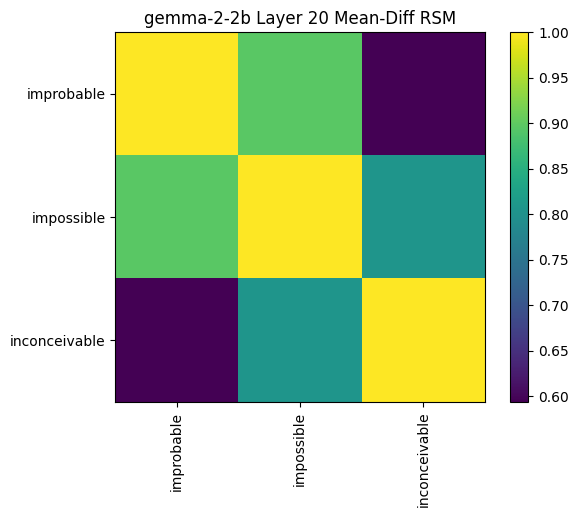 gemma-2-2b Layer 20 Mean-Diff RSM
improbable
impossible
inconceivable
improbable
impossible
inconceivable
1.00
0.95
0.90
0.85
0.80
0.75
0.70
0.65
0.60